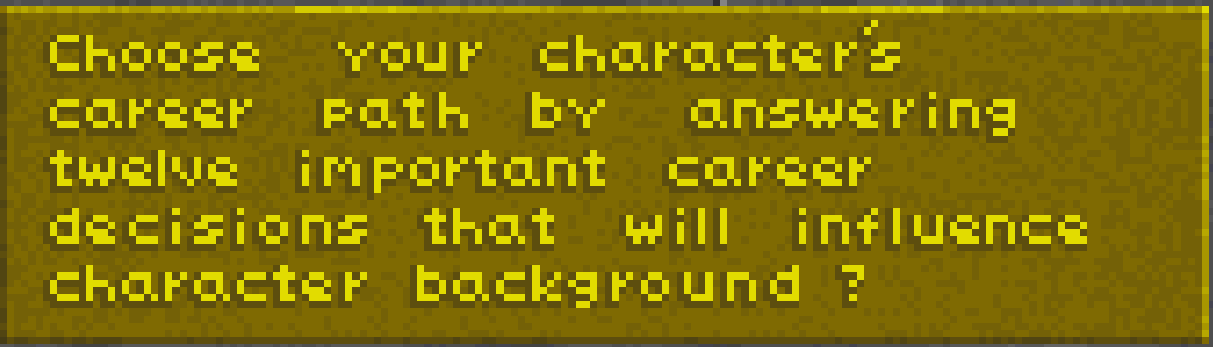 Choose your character's
career path by answering
twelve important career
decisions that will influence
character background ?